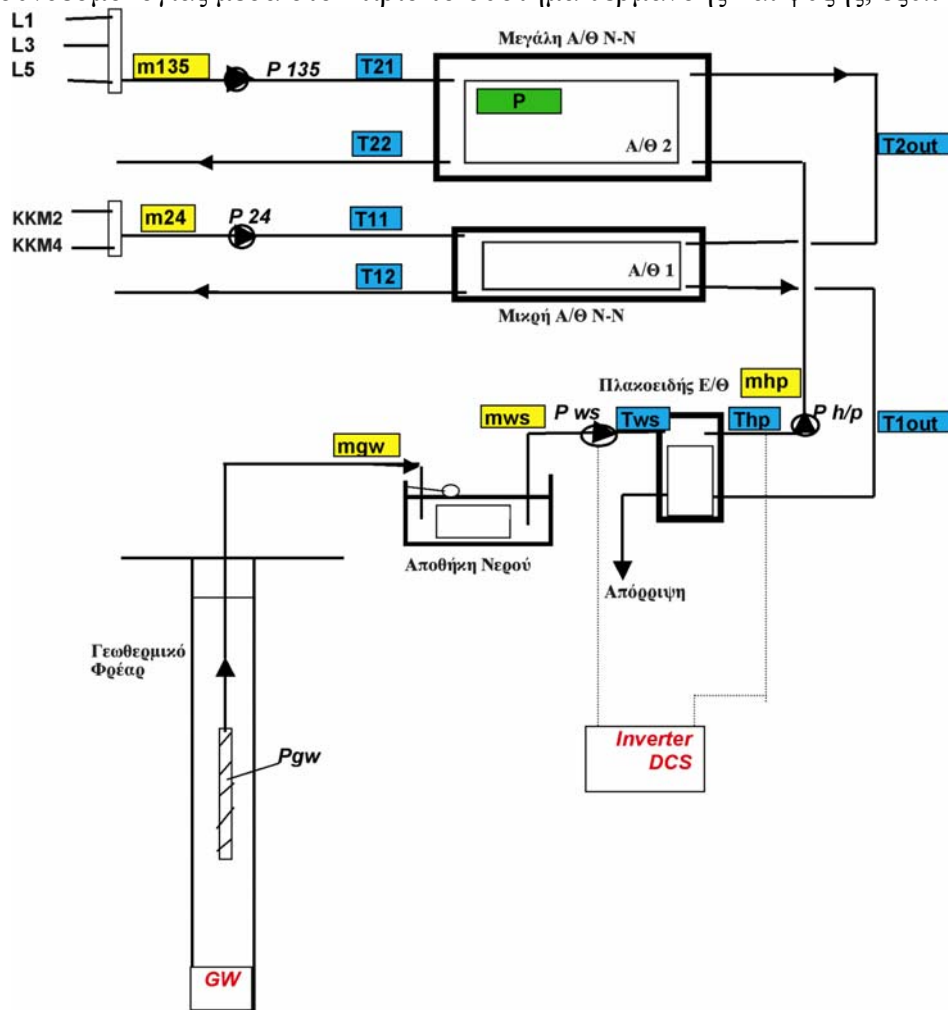 L1
L3
L5
m135
P 135
T21
Μεγάλη Α/Θ Ν-Ν
P
Α/Θ 2
T22
T2out
KKM2
KKM4
m24
P 24
T11
Α/Θ 1
T12
Μικρή Α/Θ Ν-Ν
Πλακοειδής Ε/Θ
mhp
mws
P ws
Tws
Thp
P h/p
T1out
mgw
Αποθήκη Νερού
Απόρριψη
Γεωθερμικό
Φρέαρ
Pgw
Inverter
DCS
GW